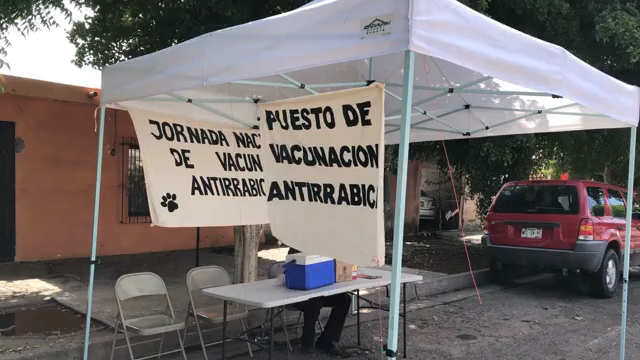 JORNADA NAC
DE VACUN
ANTIRRABIC
PUESTO DE
VACUNACION
ANTIRRABIC